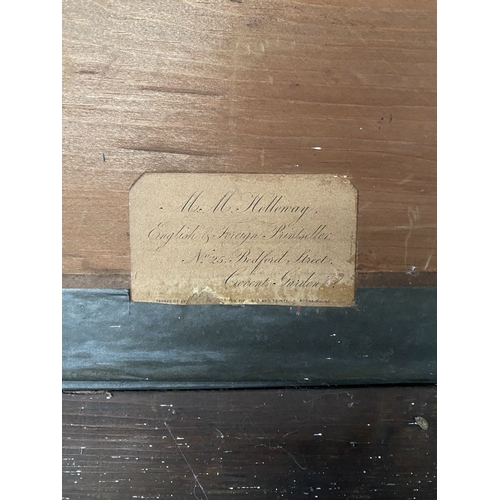 M. M. Holloway,
English & Foreign Printseller,
No. 25, Bedford Street,
Covent Garden